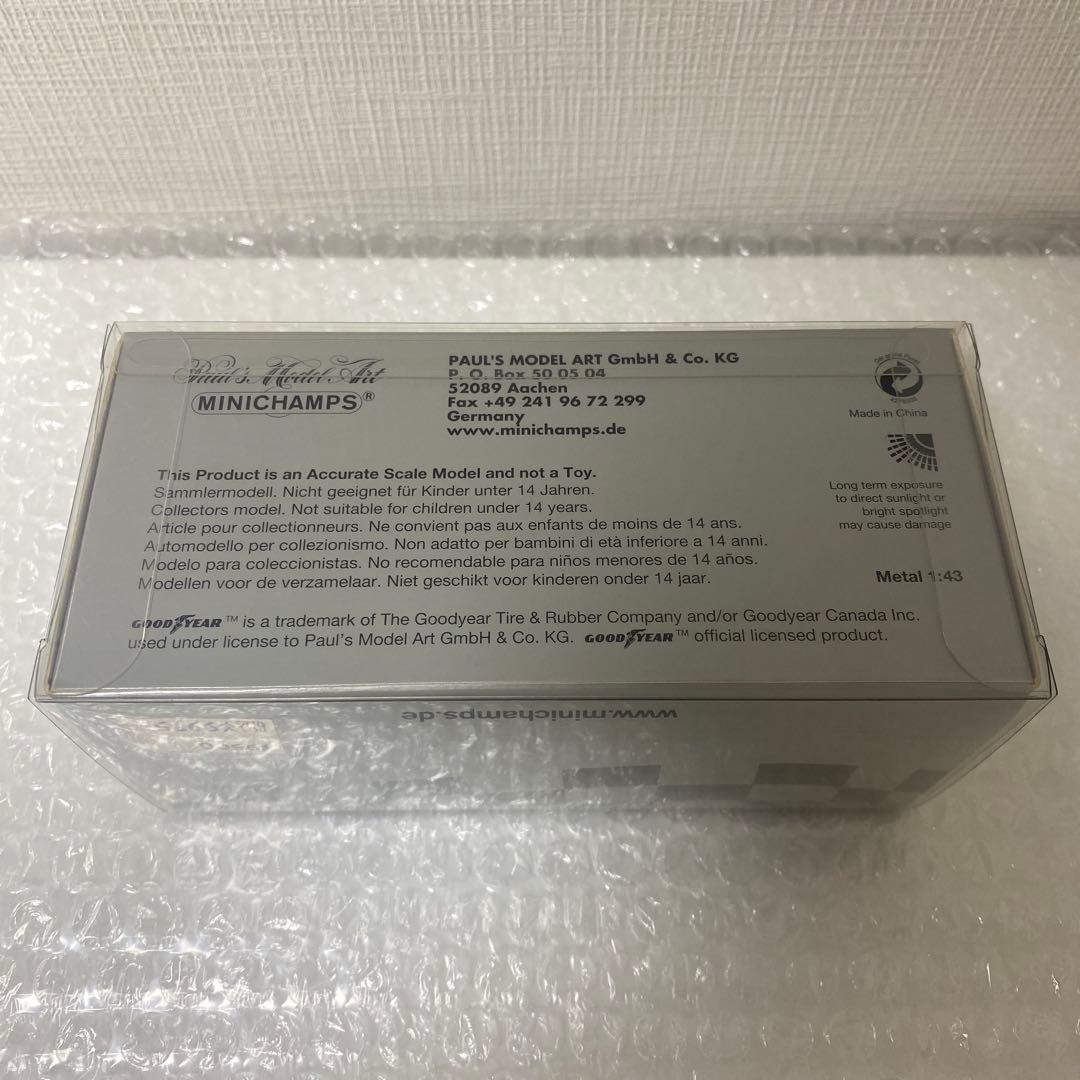 Paul's Model Art
MINICHAMPS®
PAUL'S MODEL ART GmbH & Co. KG
P. O. Box 50 05 04
52089 Aachen
Fax +49 241 96 72 299
Germany
www.minichamps.de
Der Grüne Punkt
Made in China
Long term exposure
to direct sunlight or
bright spotlight
may cause damage
This Product is an Accurate Scale Model and not a Toy.
Sammlermodell. Nicht geeignet für Kinder unter 14 Jahren.
Collectors model. Not suitable for children under 14 years.
Article pour collectionneurs. Ne convient pas aux enfants de moins de 14 ans.
Automodello per collezionismo. Non adatto per bambini di età inferiore a 14 anni.
Modelo para coleccionistas. No recomendable para niños menores de 14 años.
Modellen voor de verzamelaar. Niet geschikt voor kinderen onder 14 jaar.
Metal 1:43
GOODYEAR™ is a trademark of The Goodyear Tire & Rubber Company and/or Goodyear Canada Inc.
used under license to Paul's Model Art GmbH & Co. KG. GOODYEAR™ official licensed product.
www.minichamps.de